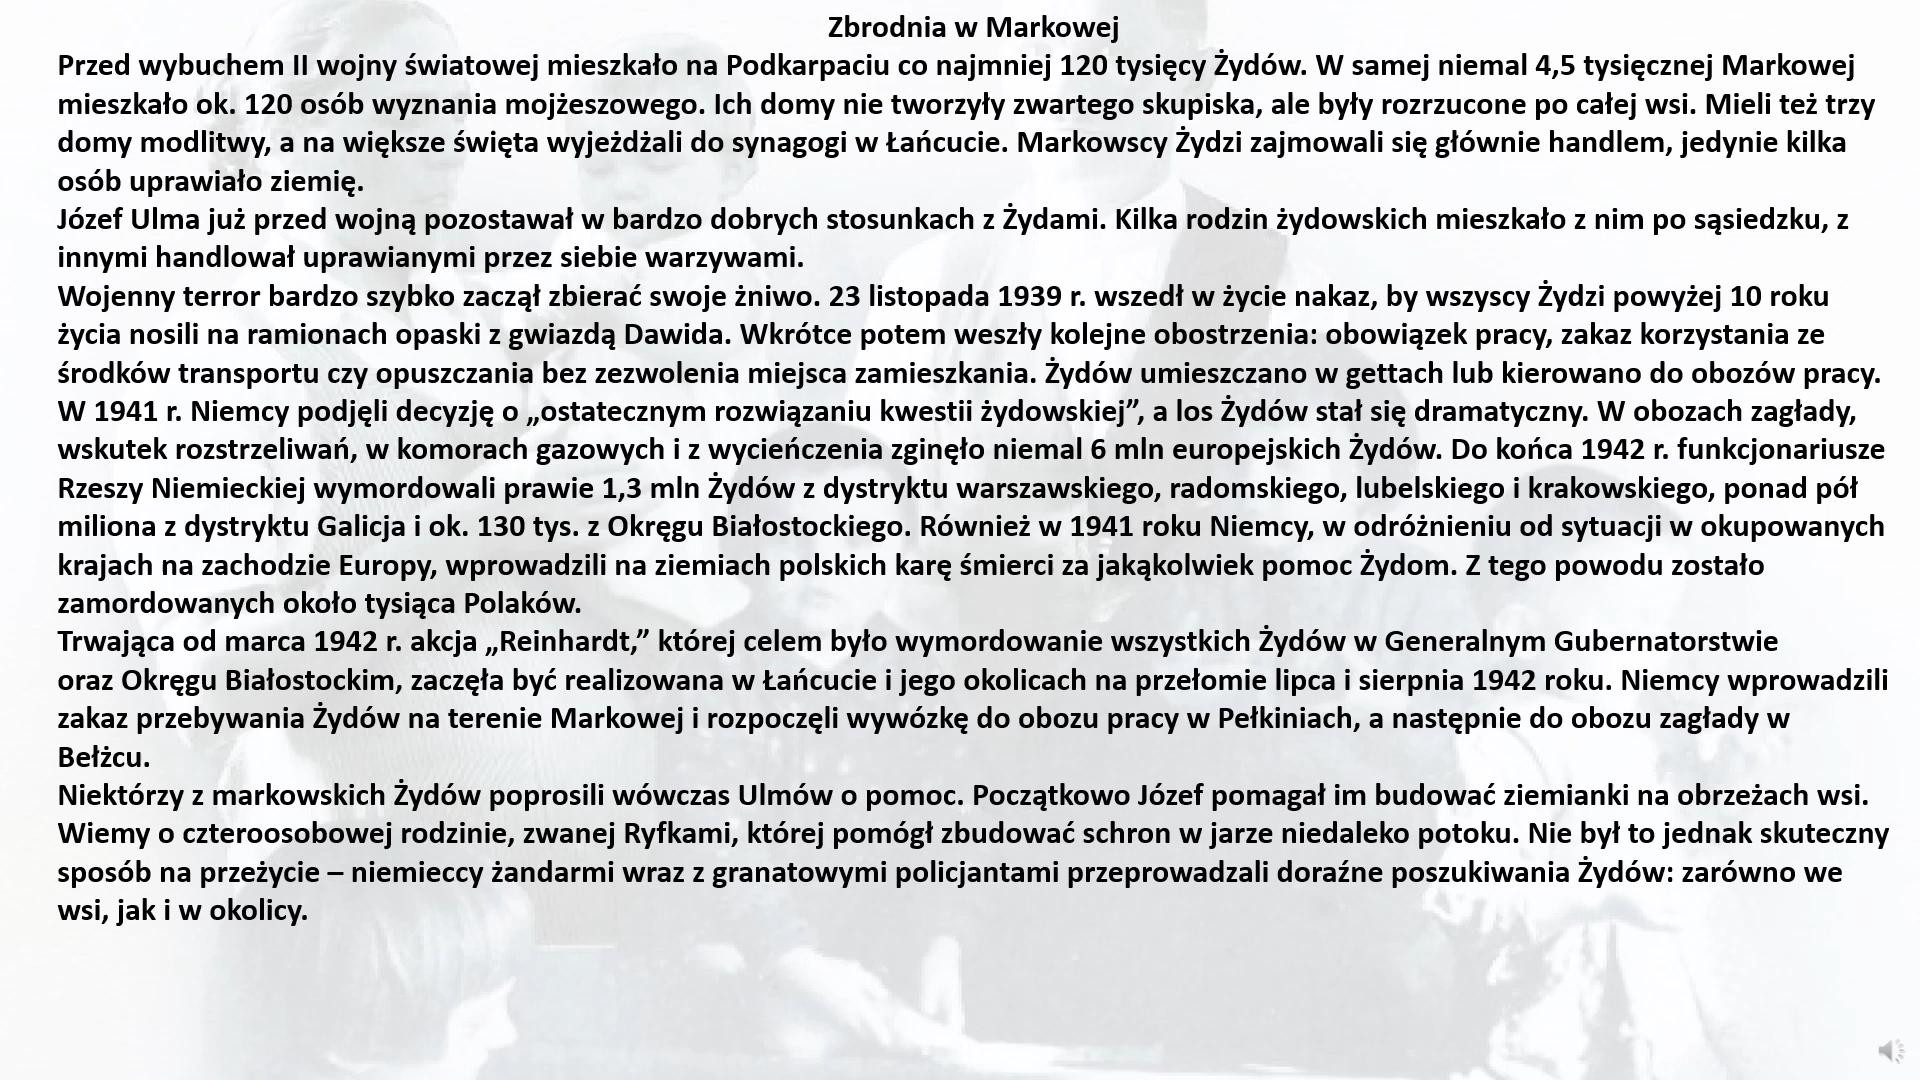 Zbrodnia w Markowej
Przed wybuchem II wojny światowej mieszkało na Podkarpaciu co najmniej 120 tysięcy Żydów. W samej niemal 4,5 tysięcznej Markowej
mieszkało ok. 120 osób wyznania mojżeszowego. Ich domy nie tworzyły zwartego skupiska, ale były rozrzucone po całej wsi. Mieli też trzy
domy modlitwy, a na większe święta wyjeżdżali do synagogi w Łańcucie. Markowscy Żydzi zajmowali się głównie handlem, jedynie kilka
osób uprawiało ziemię.
Józef Ulma już przed wojną pozostawał w bardzo dobrych stosunkach z Żydami. Kilka rodzin żydowskich mieszkało z nim po sąsiedzku, z
innymi handlował uprawianymi przez siebie warzywami.
Wojenny terror bardzo szybko zaczął zbierać swoje żniwo. 23 listopada 1939 r. wszedł w życie nakaz, by wszyscy Żydzi powyżej 10 roku
życia nosili na ramionach opaski z gwiazdą Dawida. Wkrótce potem weszły kolejne obostrzenia: obowiązek pracy, zakaz korzystania ze
środków transportu czy opuszczania bez zezwolenia miejsca zamieszkania. Żydów umieszczano w gettach lub kierowano do obozów pracy.
W 1941 r. Niemcy podjęli decyzję o „ostatecznym rozwiązaniu kwestii żydowskiej”, a los Żydów stał się dramatyczny. W obozach zagłady,
wskutek rozstrzeliwań, w komorach gazowych i z wycieńczenia zginęło niemal 6 mln europejskich Żydów. Do końca 1942 r. funkcjonariusze
Rzeszy Niemieckiej wymordowali prawie 1,3 mln Żydów z dystryktu warszawskiego, radomskiego, lubelskiego i krakowskiego, ponad pół
miliona z dystryktu Galicja i ok. 130 tys. z Okręgu Białostockiego. Również w 1941 roku Niemcy, w odróżnieniu od sytuacji w okupowanych
krajach na zachodzie Europy, wprowadzili na ziemiach polskich karę śmierci za jakąkolwiek pomoc Żydom. Z tego powodu zostało
zamordowanych około tysiąca Polaków.
Trwająca od marca 1942 r. akcja „Reinhardt,” której celem było wymordowanie wszystkich Żydów w Generalnym Gubernatorstwie
oraz Okręgu Białostockim, zaczęła być realizowana w Łańcucie i jego okolicach na przełomie lipca i sierpnia 1942 roku. Niemcy wprowadzili
zakaz przebywania Żydów na terenie Markowej i rozpoczęli wywózkę do obozu pracy w Pełkiniach, a następnie do obozu zagłady w
Bełżcu.
Niektórzy z markowskich Żydów poprosili wówczas Ulmów o pomoc. Początkowo Józef pomagał im budować ziemianki na obrzeżach wsi.
Wiemy o czteroosobowej rodzinie, zwanej Ryfkami, której pomógł zbudować schron w jarze niedaleko potoku. Nie był to jednak skuteczny
sposób na przeżycie – niemieccy żandarmi wraz z granatowymi policjantami przeprowadzali doraźne poszukiwania Żydów: zarówno we
wsi, jak i w okolicy.